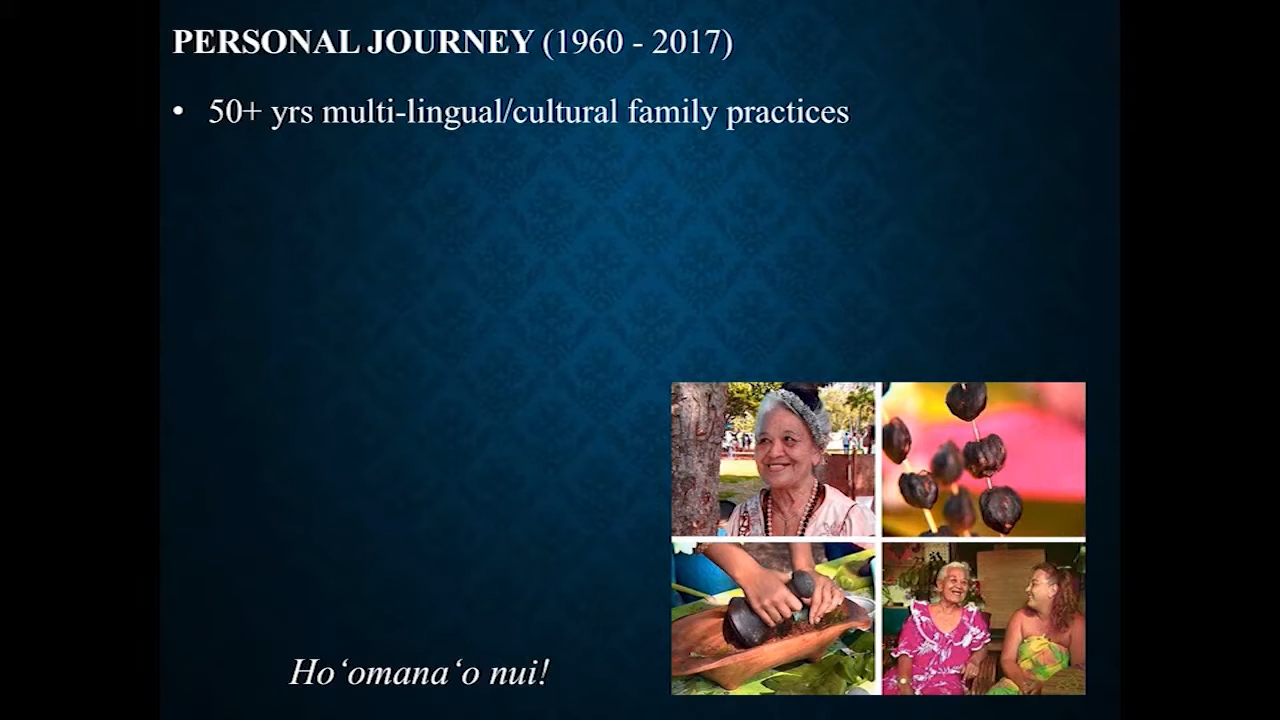 PERSONAL JOURNEY (1960 - 2017)
• 50+ yrs multi-lingual/cultural family practices
Hoʻomanaʻo nui!